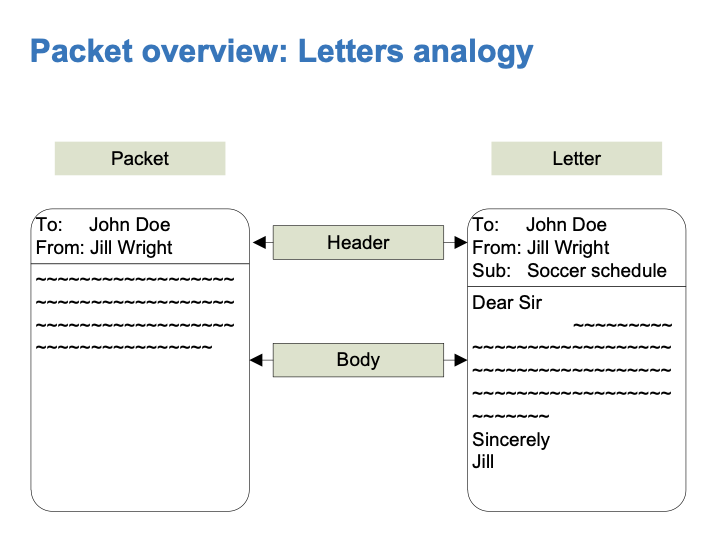 Packet overview: Letters analogy
Packet
Letter
To: John Doe
From: Jill Wright
~~~~~~~~~~~~~~~~~~
~~~~~~~~~~~~~~~~~~
~~~~~~~~~~~~~~~~~~
~~~~~~~~~~~~~~~~
Header
Body
To: John Doe
From: Jill Wright
Sub: Soccer schedule
Dear Sir
~~~~~~~~~
~~~~~~~~~~~~~~~~~~
~~~~~~~~~~~~~~~~~~
~~~~~~~~~~~~~~~~~~
~~~~~~~
Sincerely
Jill